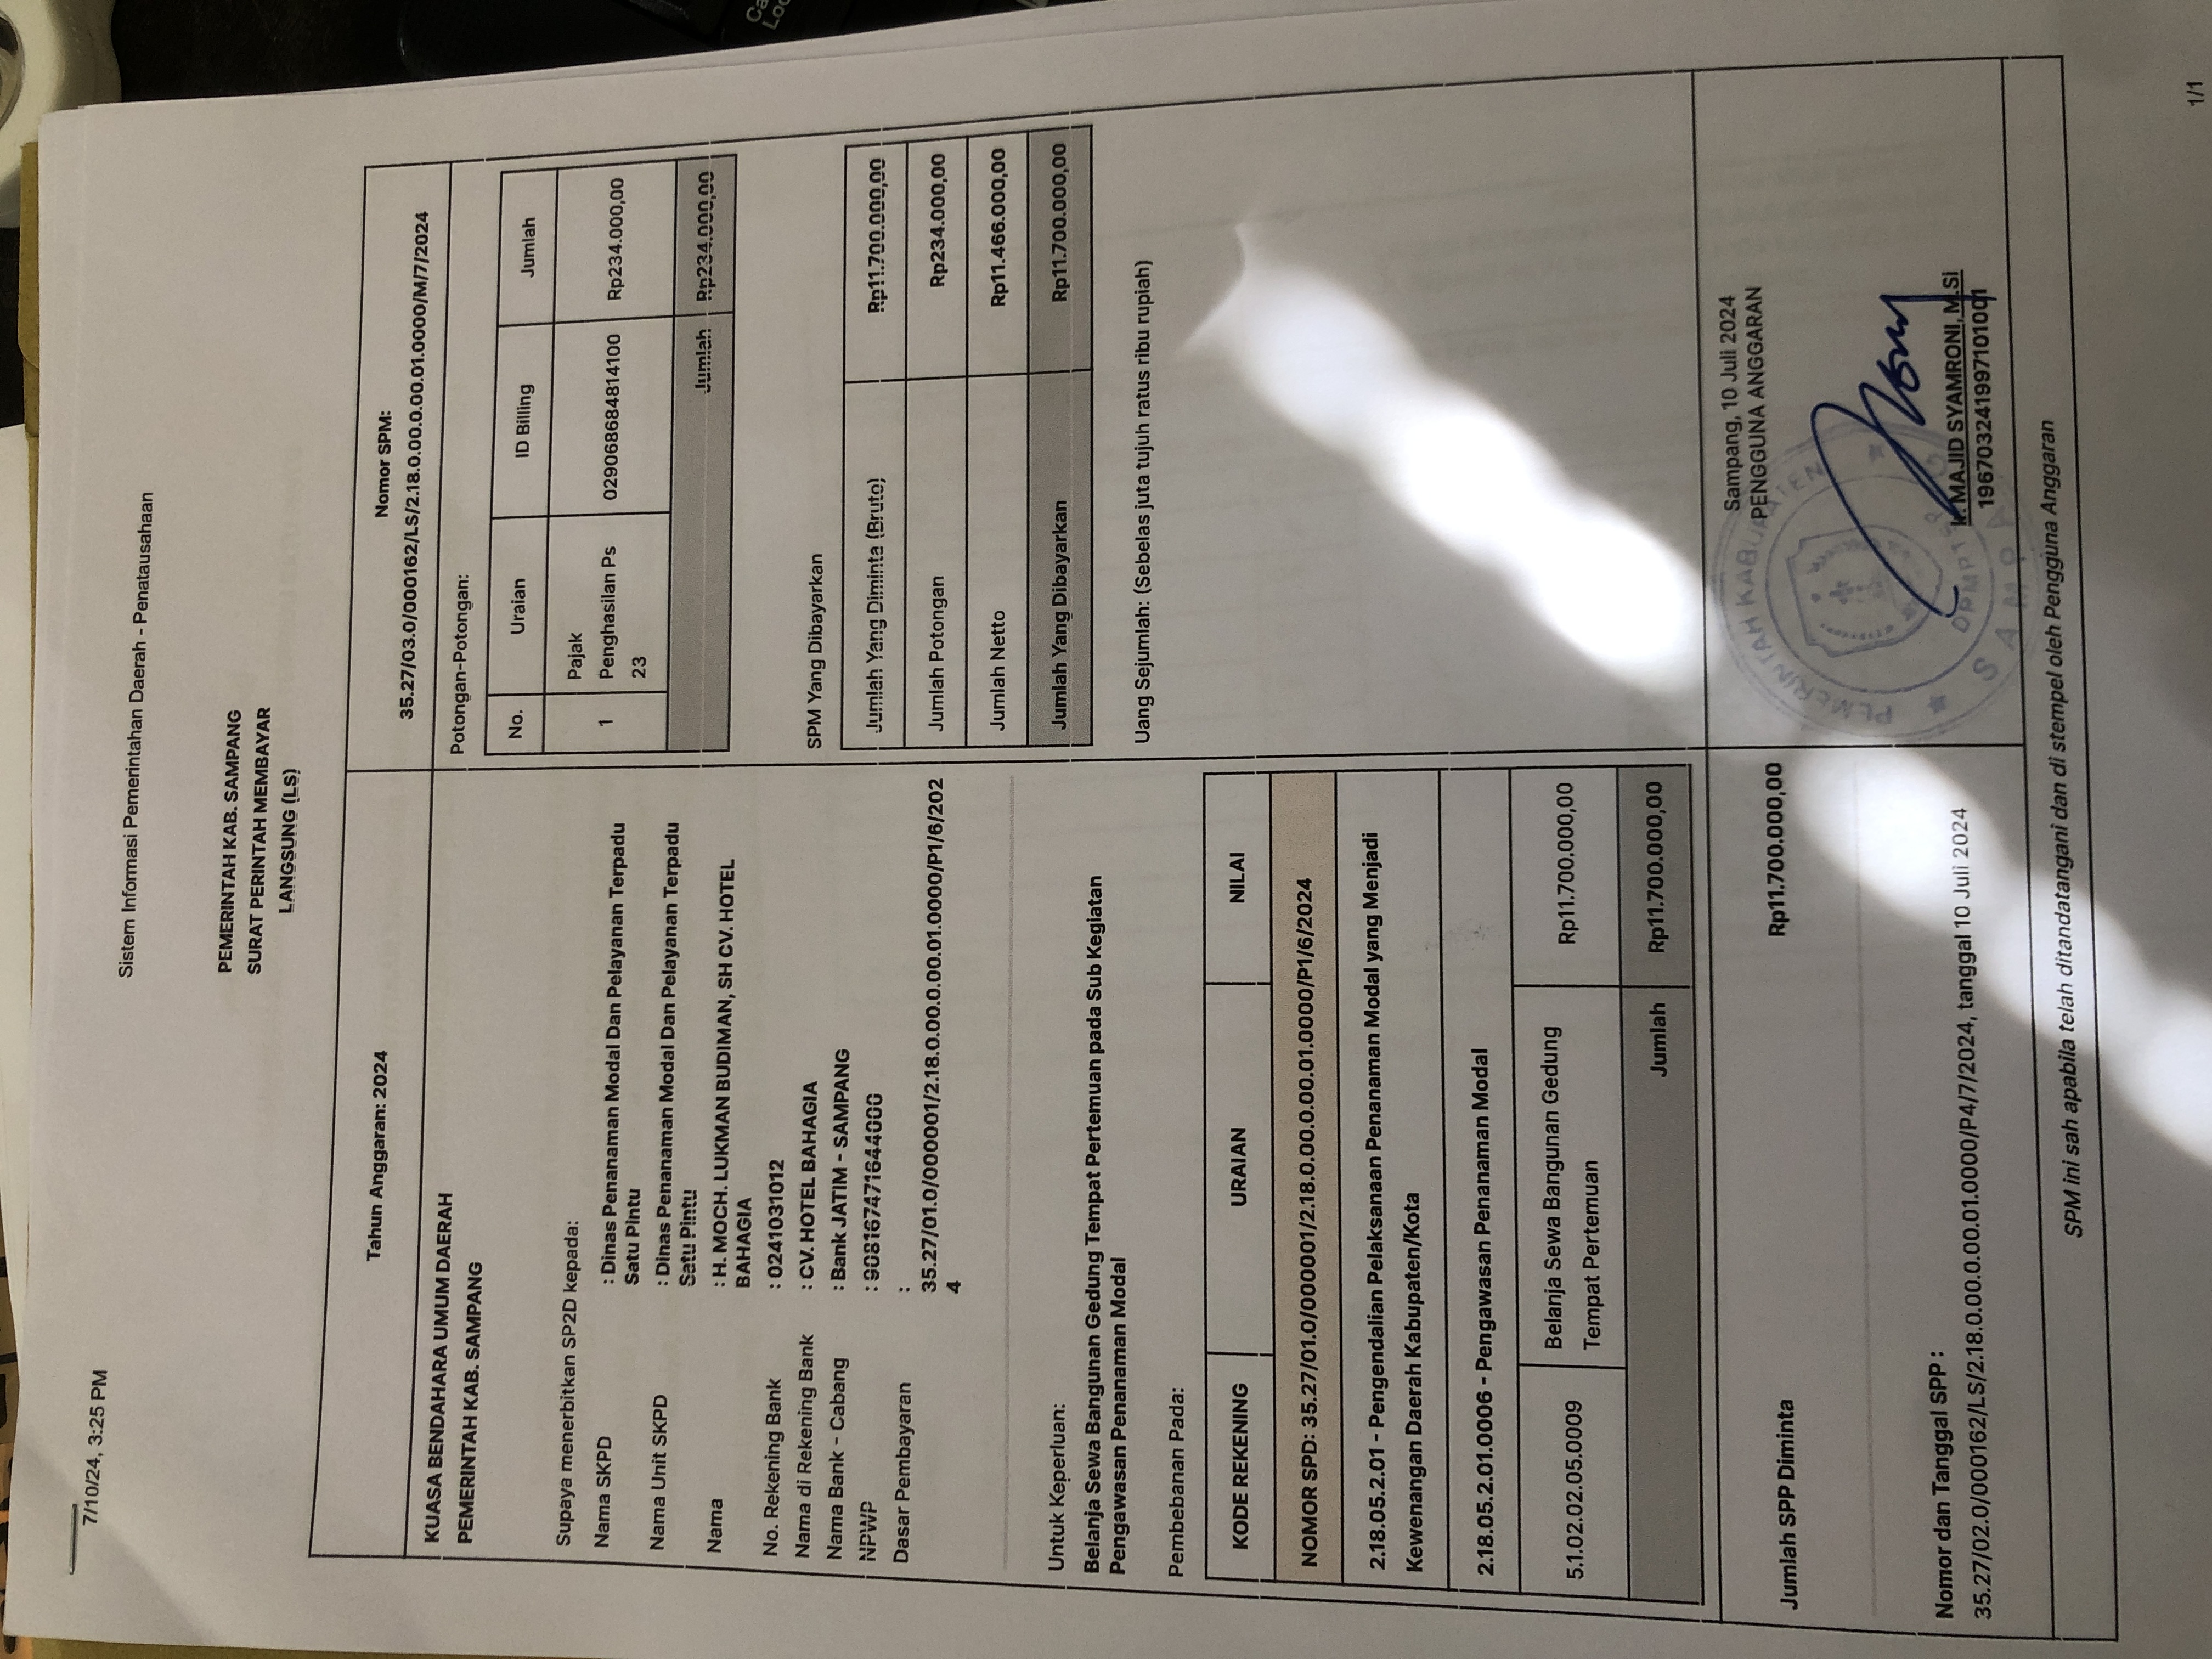 7/10/24, 3:25 PM
Sistem Informasi Pemerintahan Daerah - Penatausahaan
PEMERINTAH KAB. SAMPANG
SURAT PERINTAH MEMBAYAR
LANGSUNG (LS)
Tahun Anggaran: 2024
Nomor SPM:
35.27/03.0/000162/LS/2.18.0.00.0.00.01.0000/M/7/2024
KUASA BENDAHARA UMUM DAERAH
PEMERINTAH KAB. SAMPANG
Supaya menerbitkan SP2D kepada:
Nama SKPD : Dinas Penanaman Modal Dan Pelayanan Terpadu
Satu Pintu
Nama Unit SKPD : Dinas Penanaman Modal Dan Pelayanan Terpadu
Satu Pintu
Nama : H. MOCH. LUKMAN BUDIMAN, SH CV. HOTEL
BAHAGIA
No. Rekening Bank : 0241031012
Nama di Rekening Bank : CV. HOTEL BAHAGIA
Nama Bank - Cabang : Bank JATIM - SAMPANG
NPWP : 908167471644000
Dasar Pembayaran :
35.27/01.0/000001/2.18.0.00.0.00.01.0000/P1/6/202
4
Untuk Keperluan:
Belanja Sewa Bangunan Gedung Tempat Pertemuan pada Sub Kegiatan
Pengawasan Penanaman Modal
Pembebanan Pada:
KODE REKENING URAIAN NILAI
NOMOR SPD: 35.27/01.0/000001/2.18.0.00.0.00.01.0000/P1/6/2024
2.18.05.2.01 - Pengendalian Pelaksanaan Penanaman Modal yang Menjadi
Kewenangan Daerah Kabupaten/Kota
2.18.05.2.01.0006 - Pengawasan Penanaman Modal
5.1.02.02.05.0009 Belanja Sewa Bangunan Gedung
Tempat Pertemuan Rp11.700.000,00
Jumlah Rp11.700.000,00
Potongan-Potongan:
No. Uraian ID Billing Jumlah
1 Pajak
Penghasilan Ps
23 029068684814100 Rp234.000,00
Jumlah Rp234.000,00
SPM Yang Dibayarkan
Jumlah Yang Diminta (Bruto) Rp11.700.000,00
Jumlah Potongan Rp234.000,00
Jumlah Netto Rp11.466.000,00
Jumlah Yang Dibayarkan Rp11.700.000,00
Uang Sejumlah: (Sebelas juta tujuh ratus ribu rupiah)
Jumlah SPP Diminta Rp11.700.000,00
Nomor dan Tanggal SPP :
35.27/02.0/000162/LS/2.18.0.00.0.00.01.0000/P4/7/2024, tanggal 10 Juli 2024
Sampang, 10 Juli 2024
PENGGUNA ANGGARAN
PEMERINTAH KABUPATEN
DPMPTSP
SAMPANG
Ir. MAJID SYAMRONI, M.Si
196703241997101001
SPM ini sah apabila telah ditandatangani dan di stempel oleh Pengguna Anggaran
1/1